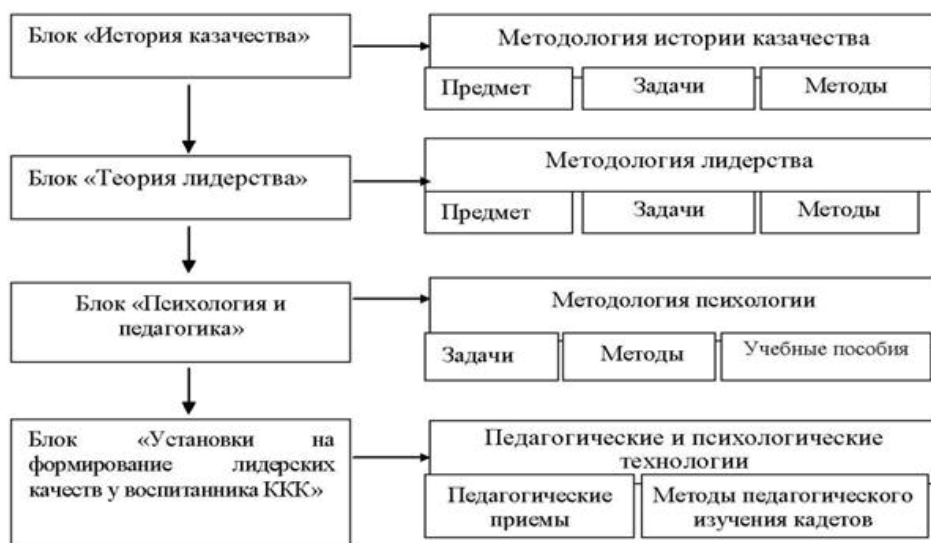 Блок «История казачества»
Методология истории казачества
Предмет
Задачи
Методы
Блок «Теория лидерства»
Методология лидерства
Предмет
Задачи
Методы
Блок «Психология и
педагогика»
Методология психологии
Задачи
Методы
Учебные пособия
Блок «Установки на
формирование лидерских
качеств у воспитанника ККК»
Педагогические и психологические
технологии
Педагогические
приемы
Методы педагогического
изучения кадетов